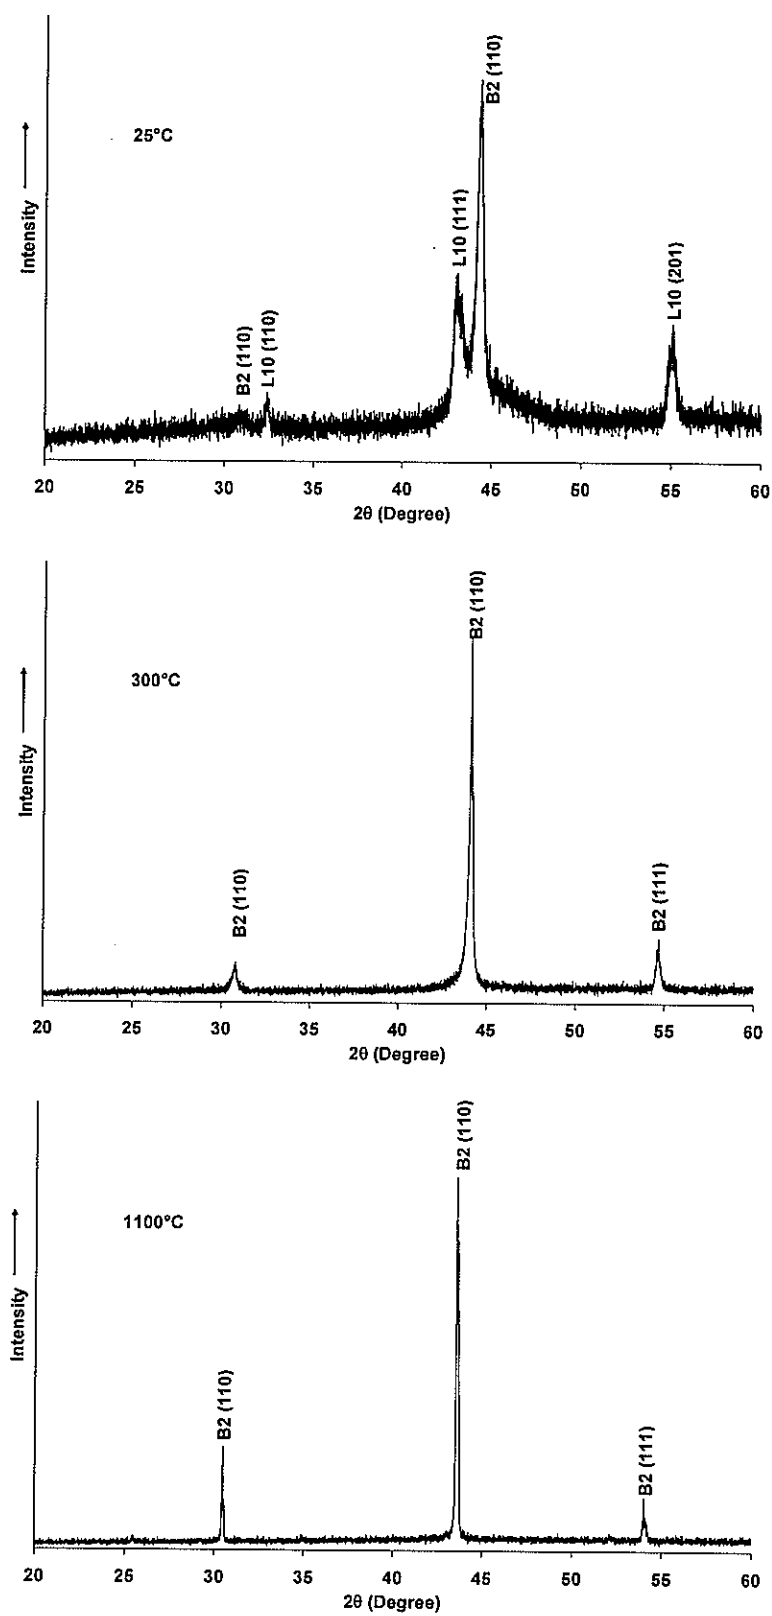 B2 (110)
25°C
L10 (111)
L10 (201)
B2 (110)
L10 (110)
Intensity
20 25 30 35 40 45 50 55 60
2θ (Degree)
B2 (110)
300°C
B2 (110)
B2 (111)
Intensity
20 25 30 35 40 45 50 55 60
2θ (Degree)
B2 (110)
1100°C
B2 (110)
B2 (111)
Intensity
20 25 30 35 40 45 50 55 60
2θ (Degree)